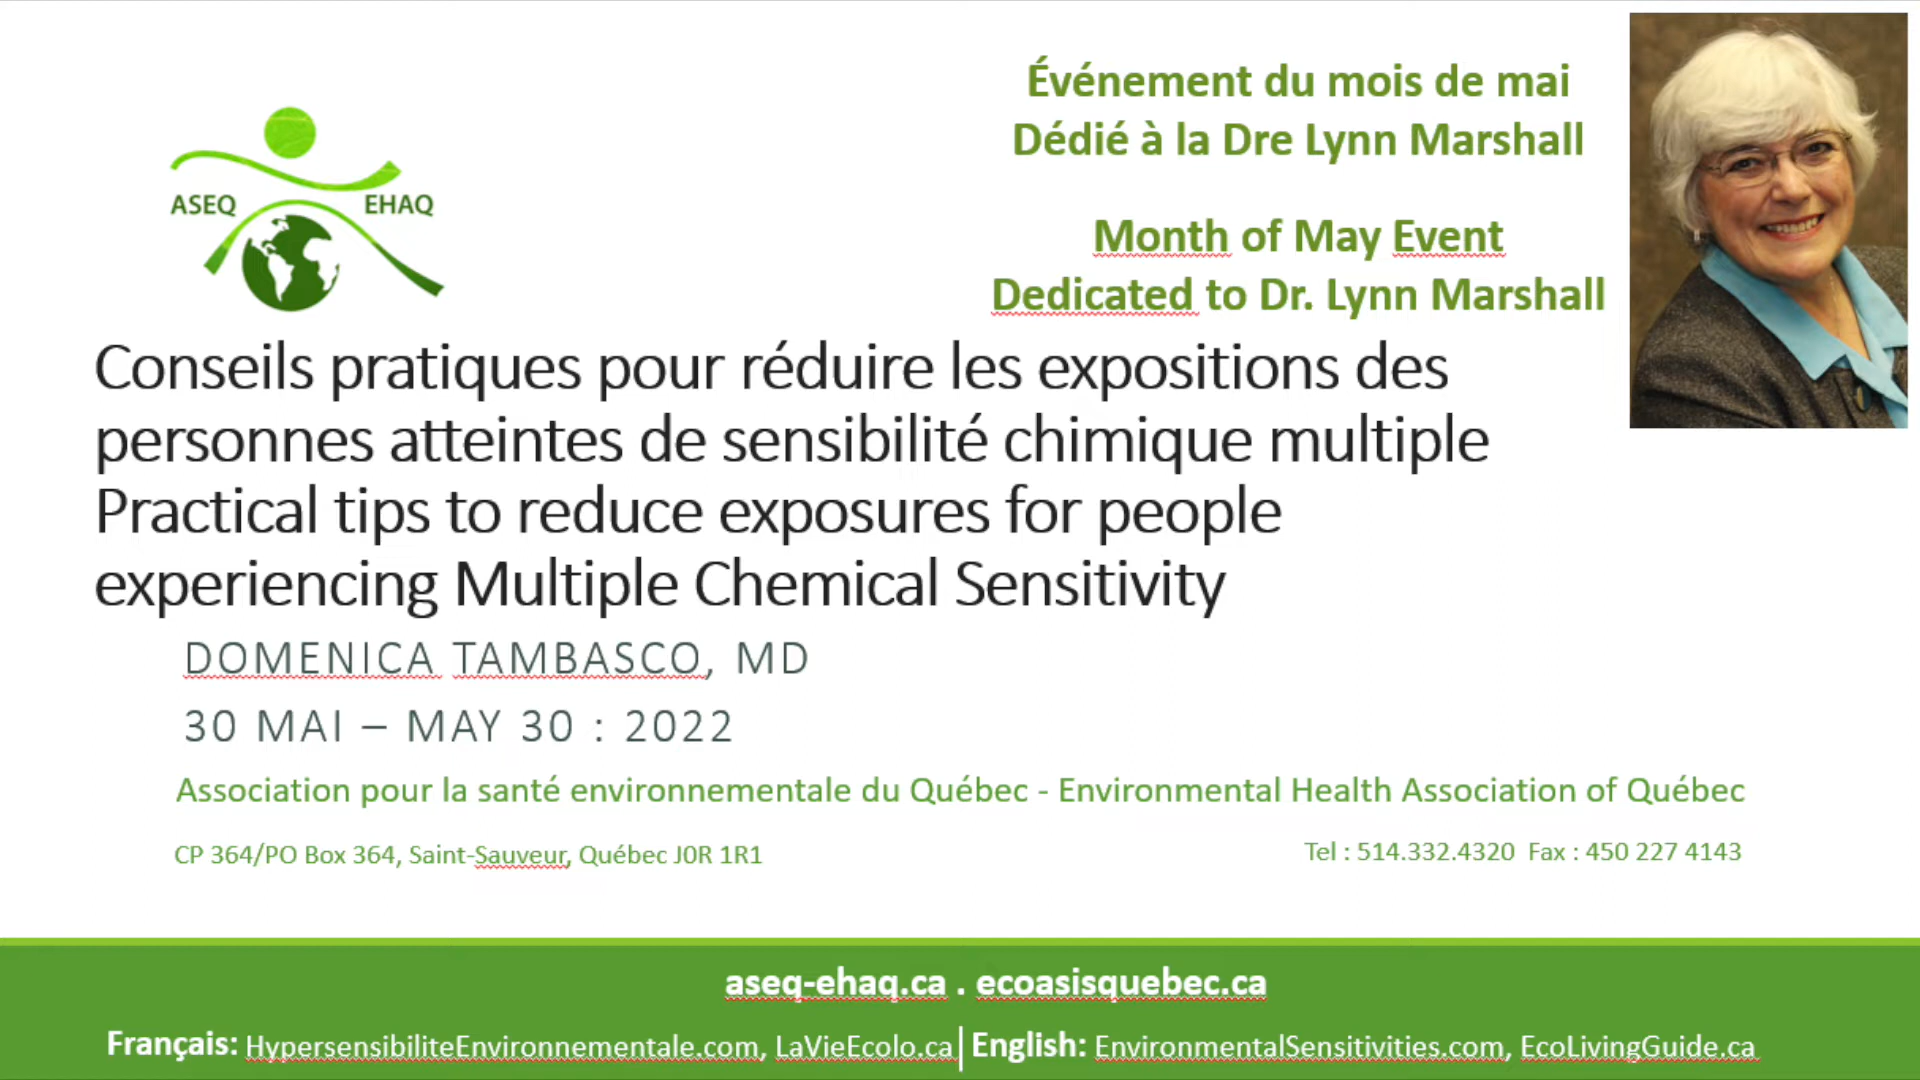 ASEQ EHAQ
Événement du mois de mai
Dédié à la Dre Lynn Marshall
Month of May Event
Dedicated to Dr. Lynn Marshall
Conseils pratiques pour réduire les expositions des
personnes atteintes de sensibilité chimique multiple
Practical tips to reduce exposures for people
experiencing Multiple Chemical Sensitivity
DOMENICA TAMBASCO, MD
30 MAI – MAY 30 : 2022
Association pour la santé environnementale du Québec - Environmental Health Association of Québec
CP 364/PO Box 364, Saint-Sauveur, Québec J0R 1R1
Tel : 514.332.4320 Fax : 450 227 4143
aseq-ehaq.ca . ecoasisquebec.ca
Français: HypersensibiliteEnvironnementale.com, LaVieEcolo.ca | English: EnvironmentalSensitivities.com, EcoLivingGuide.ca